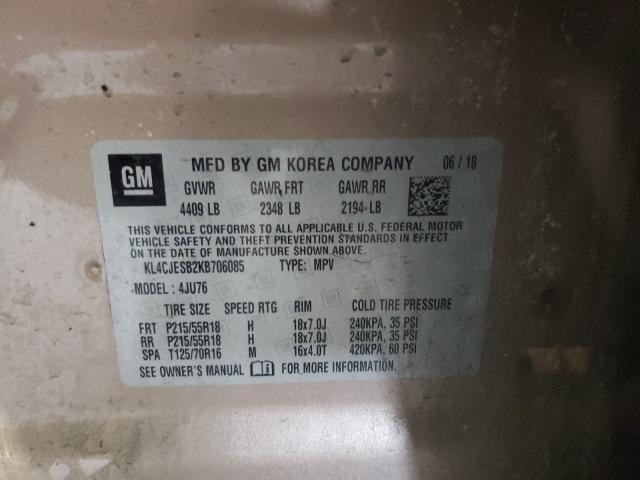 GM
MFD BY GM KOREA COMPANY 06 / 18
GVWR GAWR FRT GAWR RR
4409 LB 2348 LB 2194 LB
THIS VEHICLE CONFORMS TO ALL APPLICABLE U.S. FEDERAL MOTOR
VEHICLE SAFETY AND THEFT PREVENTION STANDARDS IN EFFECT
ON THE DATE OF MANUFACTURE SHOWN ABOVE.
KL4CJESB2KB706085 TYPE: MPV
MODEL: 4JU76
TIRE SIZE SPEED RTG RIM COLD TIRE PRESSURE
FRT P215/55R18 H 18x7.0J 240KPA, 35 PSI
RR P215/55R18 H 18x7.0J 240KPA, 35 PSI
SPA T125/70R16 M 16x4.0T 420KPA, 60 PSI
SEE OWNER'S MANUAL FOR MORE INFORMATION.